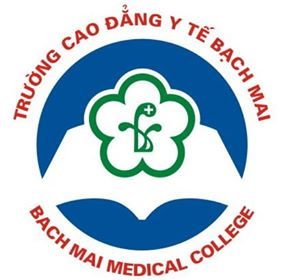 TRƯỜNG CAO ĐẲNG Y TẾ BẠCH MAI
BACH MAI MEDICAL COLLEGE